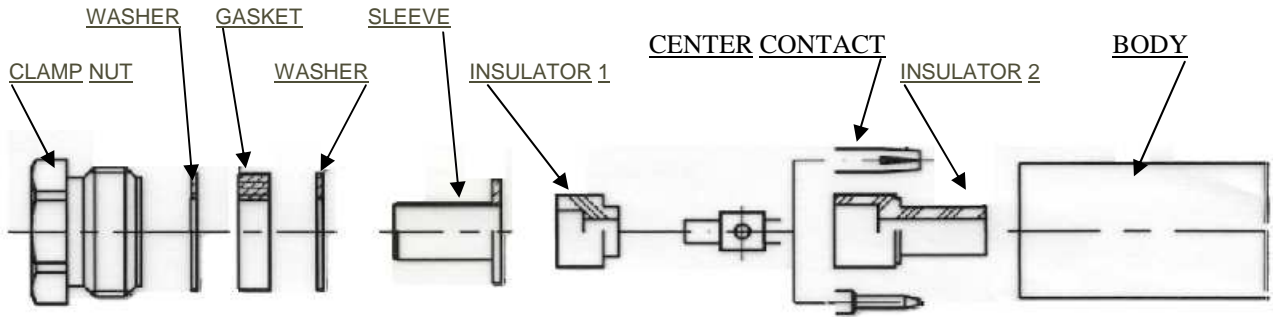 WASHER GASKET SLEEVE
CENTER CONTACT BODY
CLAMP NUT WASHER INSULATOR 1 INSULATOR 2